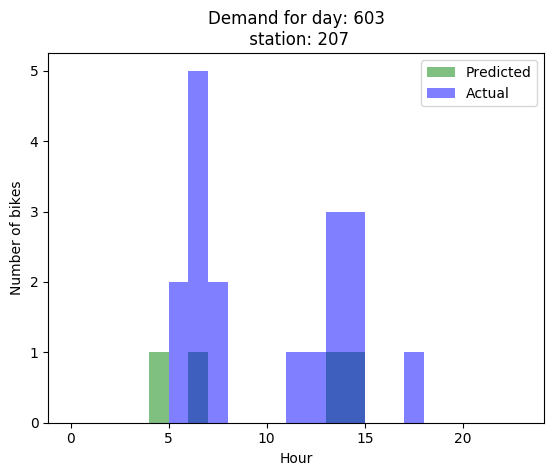 Demand for day: 603
station: 207
Predicted
Actual
5
4
3
2
1
0
Number of bikes
0 5 10 15 20
Hour